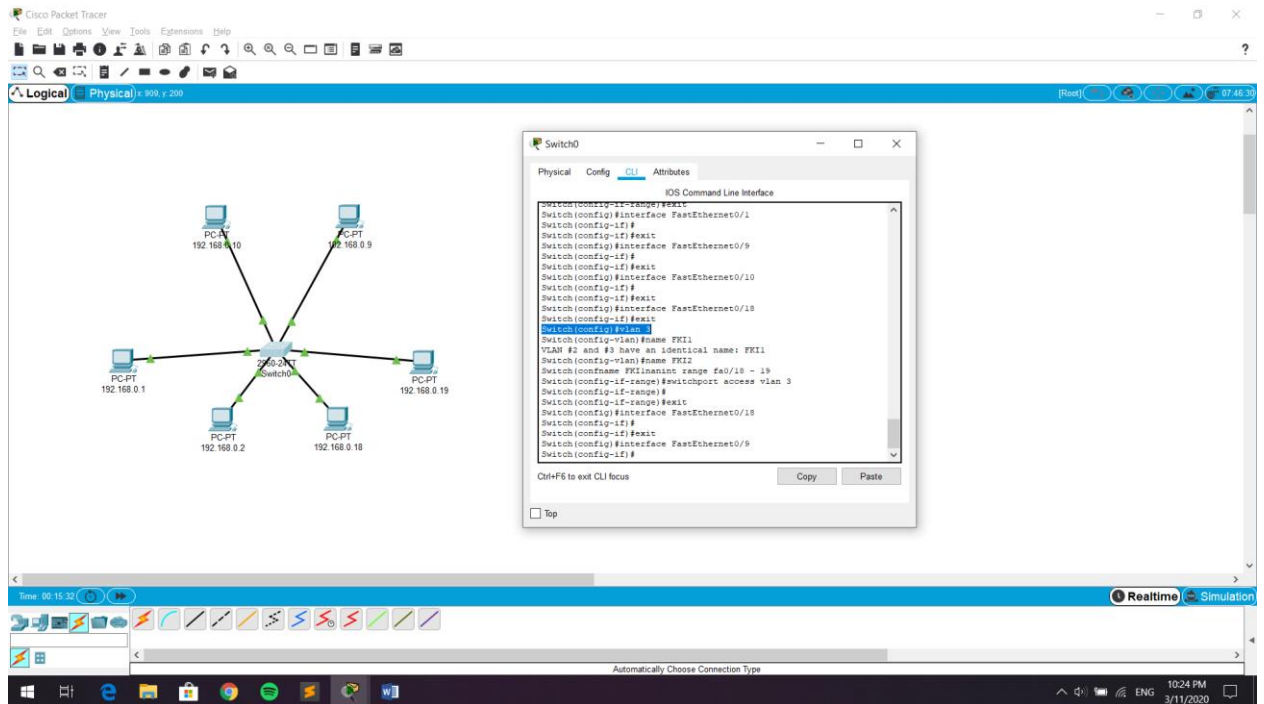 Cisco Packet Tracer
File Edit Options View Tools Extensions Help
?
Logical Physical x: 909, y: 200 [Root] 07:46:30
Switch0
Physical Config CLI Attributes
IOS Command Line Interface
Switch(config-if-range)#exit
Switch(config)#interface FastEthernet0/1
Switch(config-if)#
Switch(config-if)#exit
Switch(config)#interface FastEthernet0/9
Switch(config-if)#
Switch(config-if)#exit
Switch(config)#interface FastEthernet0/10
Switch(config-if)#
Switch(config-if)#exit
Switch(config)#interface FastEthernet0/18
Switch(config-if)#exit
Switch(config)#vlan 3
Switch(config-vlan)#name FKI1
VLAN #2 and #3 have an identical name: FKI1
Switch(config-vlan)#name FKI2
Switch(confname FKI1nanint range fa0/18 - 19
Switch(config-if-range)#switchport access vlan 3
Switch(config-if-range)#
Switch(config-if-range)#exit
Switch(config)#interface FastEthernet0/18
Switch(config-if)#
Switch(config-if)#exit
Switch(config)#interface FastEthernet0/9
Switch(config-if)#
Ctrl+F6 to exit CLI focus
Copy Paste
Top
PC-PT
192.168.0.10
PC-PT
192.168.0.9
2960-24TT
Switch0
PC-PT
192.168.0.1
PC-PT
192.168.0.19
PC-PT
192.168.0.2
PC-PT
192.168.0.18
Time: 00:15:32
Realtime Simulation
Automatically Choose Connection Type
ENG
10:24 PM
3/11/2020